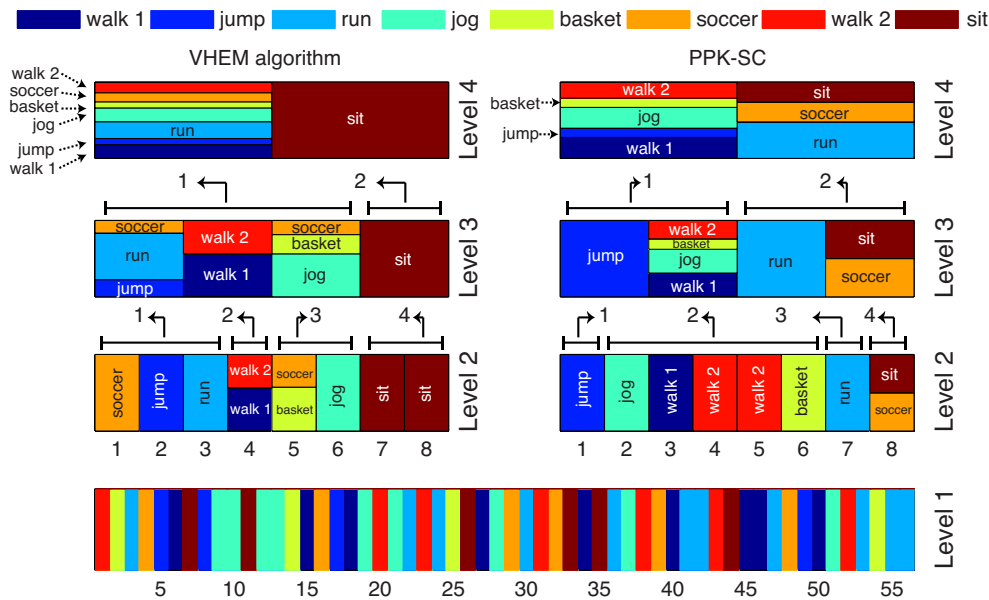 walk 1 jump run jog basket soccer walk 2 sit
VHEM algorithm PPK-SC
walk 2
soccer
basket
jog
jump
walk 1
run
sit
Level 4
basket
jump
walk 2
jog
walk 1
sit
soccer
run
Level 4
1 2
1 2
soccer
run
jump
walk 2
walk 1
soccer
basket
jog
sit
Level 3
jump
walk 2
basket
jog
walk 1
run
sit
soccer
Level 3
1 2 3 4
1 2 3 4
soccer
jump
run
walk 2
walk 1
soccer
basket
jog
sit
sit
Level 2
jump
jog
walk 1
walk 2
walk 2
basket
run
sit
soccer
Level 2
1 2 3 4 5 6 7 8
1 2 3 4 5 6 7 8
Level 1
5 10 15 20 25 30 35 40 45 50 55